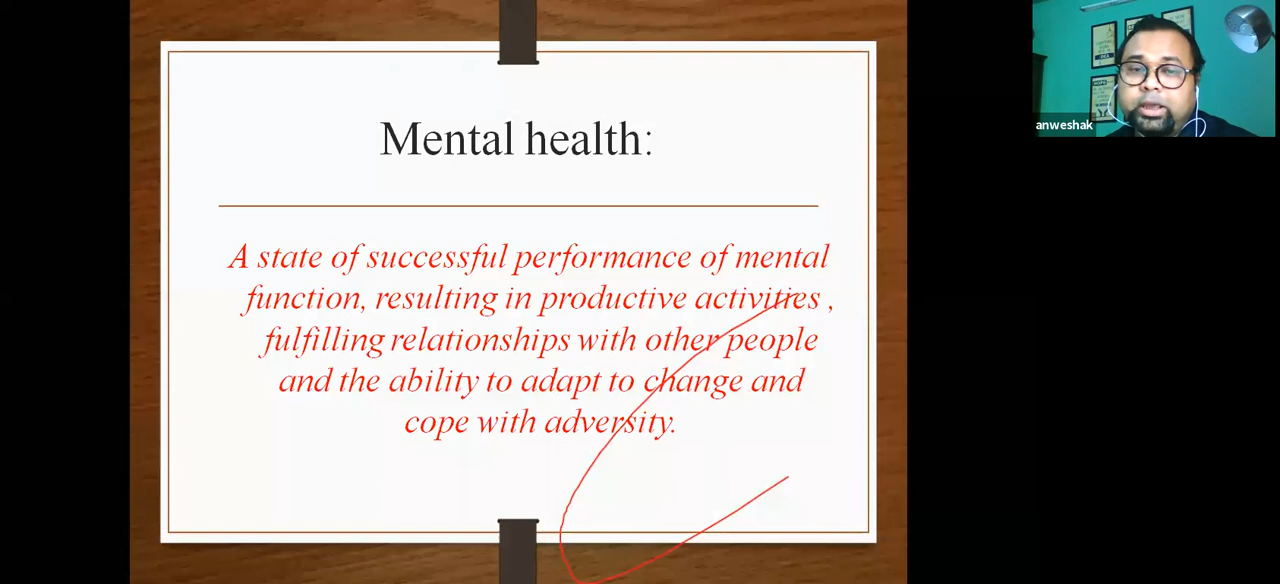 Mental health:
A state of successful performance of mental
function, resulting in productive activities ,
fulfilling relationships with other people
and the ability to adapt to change and
cope with adversity.
anweshak